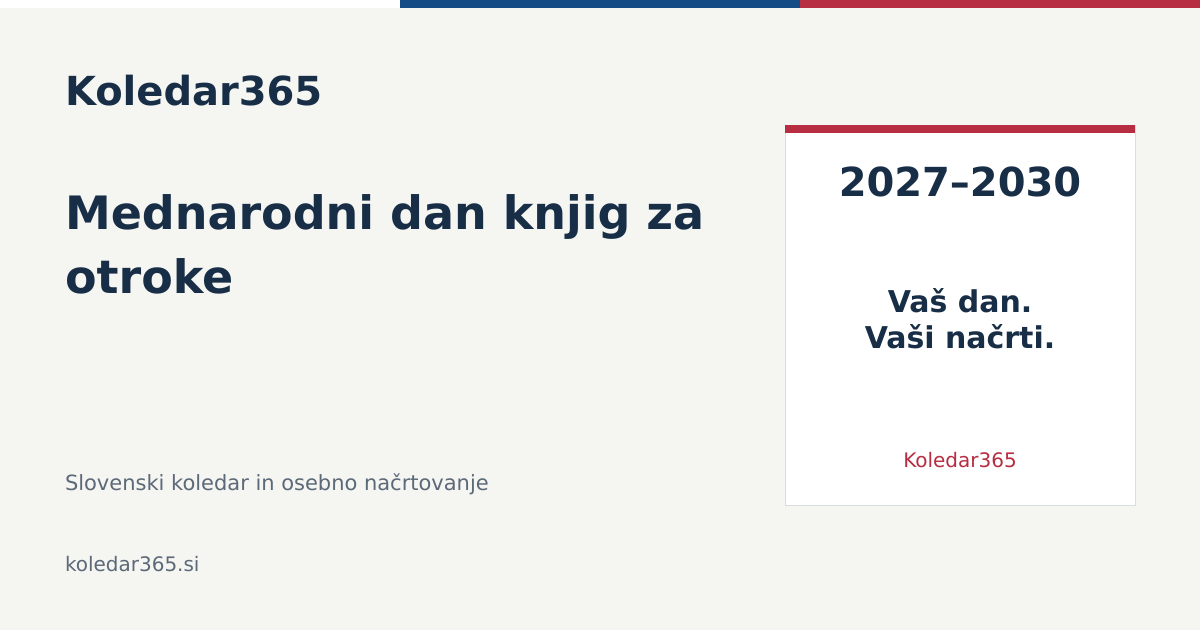 Koledar365
Mednarodni dan knjig za
otroke
Slovenski koledar in osebno načrtovanje
koledar365.si
2027–2030
Vaš dan.
Vaši načrti.
Koledar365